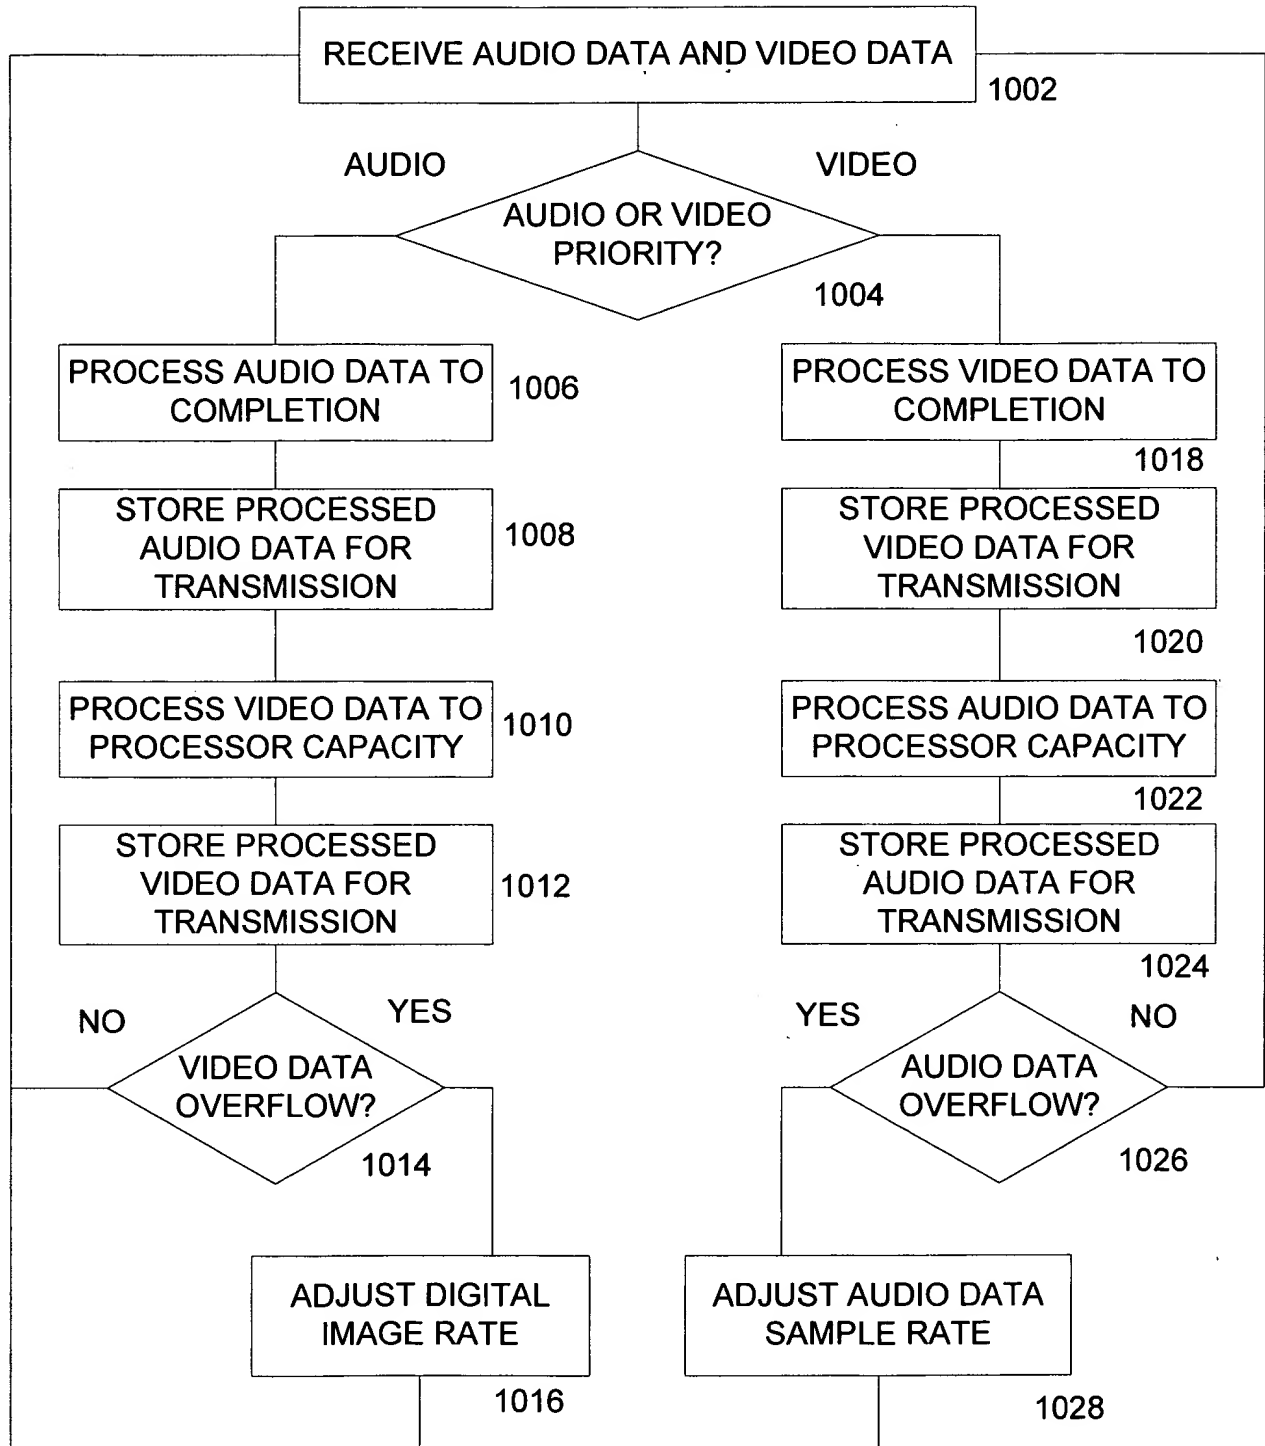 RECEIVE AUDIO DATA AND VIDEO DATA
1002
AUDIO
VIDEO
AUDIO OR VIDEO
PRIORITY?
1004
PROCESS AUDIO DATA TO
COMPLETION
1006
STORE PROCESSED
AUDIO DATA FOR
TRANSMISSION
1008
PROCESS VIDEO DATA TO
PROCESSOR CAPACITY
1010
STORE PROCESSED
VIDEO DATA FOR
TRANSMISSION
1012
NO
YES
VIDEO DATA
OVERFLOW?
1014
ADJUST DIGITAL
IMAGE RATE
1016
PROCESS VIDEO DATA TO
COMPLETION
1018
STORE PROCESSED
VIDEO DATA FOR
TRANSMISSION
1020
PROCESS AUDIO DATA TO
PROCESSOR CAPACITY
1022
STORE PROCESSED
AUDIO DATA FOR
TRANSMISSION
1024
YES
NO
AUDIO DATA
OVERFLOW?
1026
ADJUST AUDIO DATA
SAMPLE RATE
1028